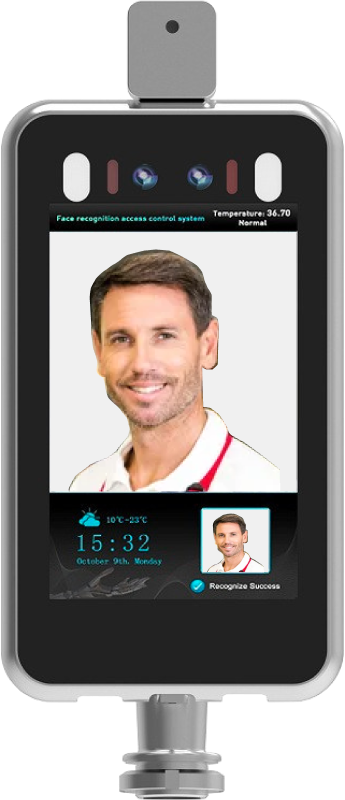 Face recognition access control system
Temperature: 36.70
Normal
10℃~23℃
15:32
October 9th. Monday
Recognize Success